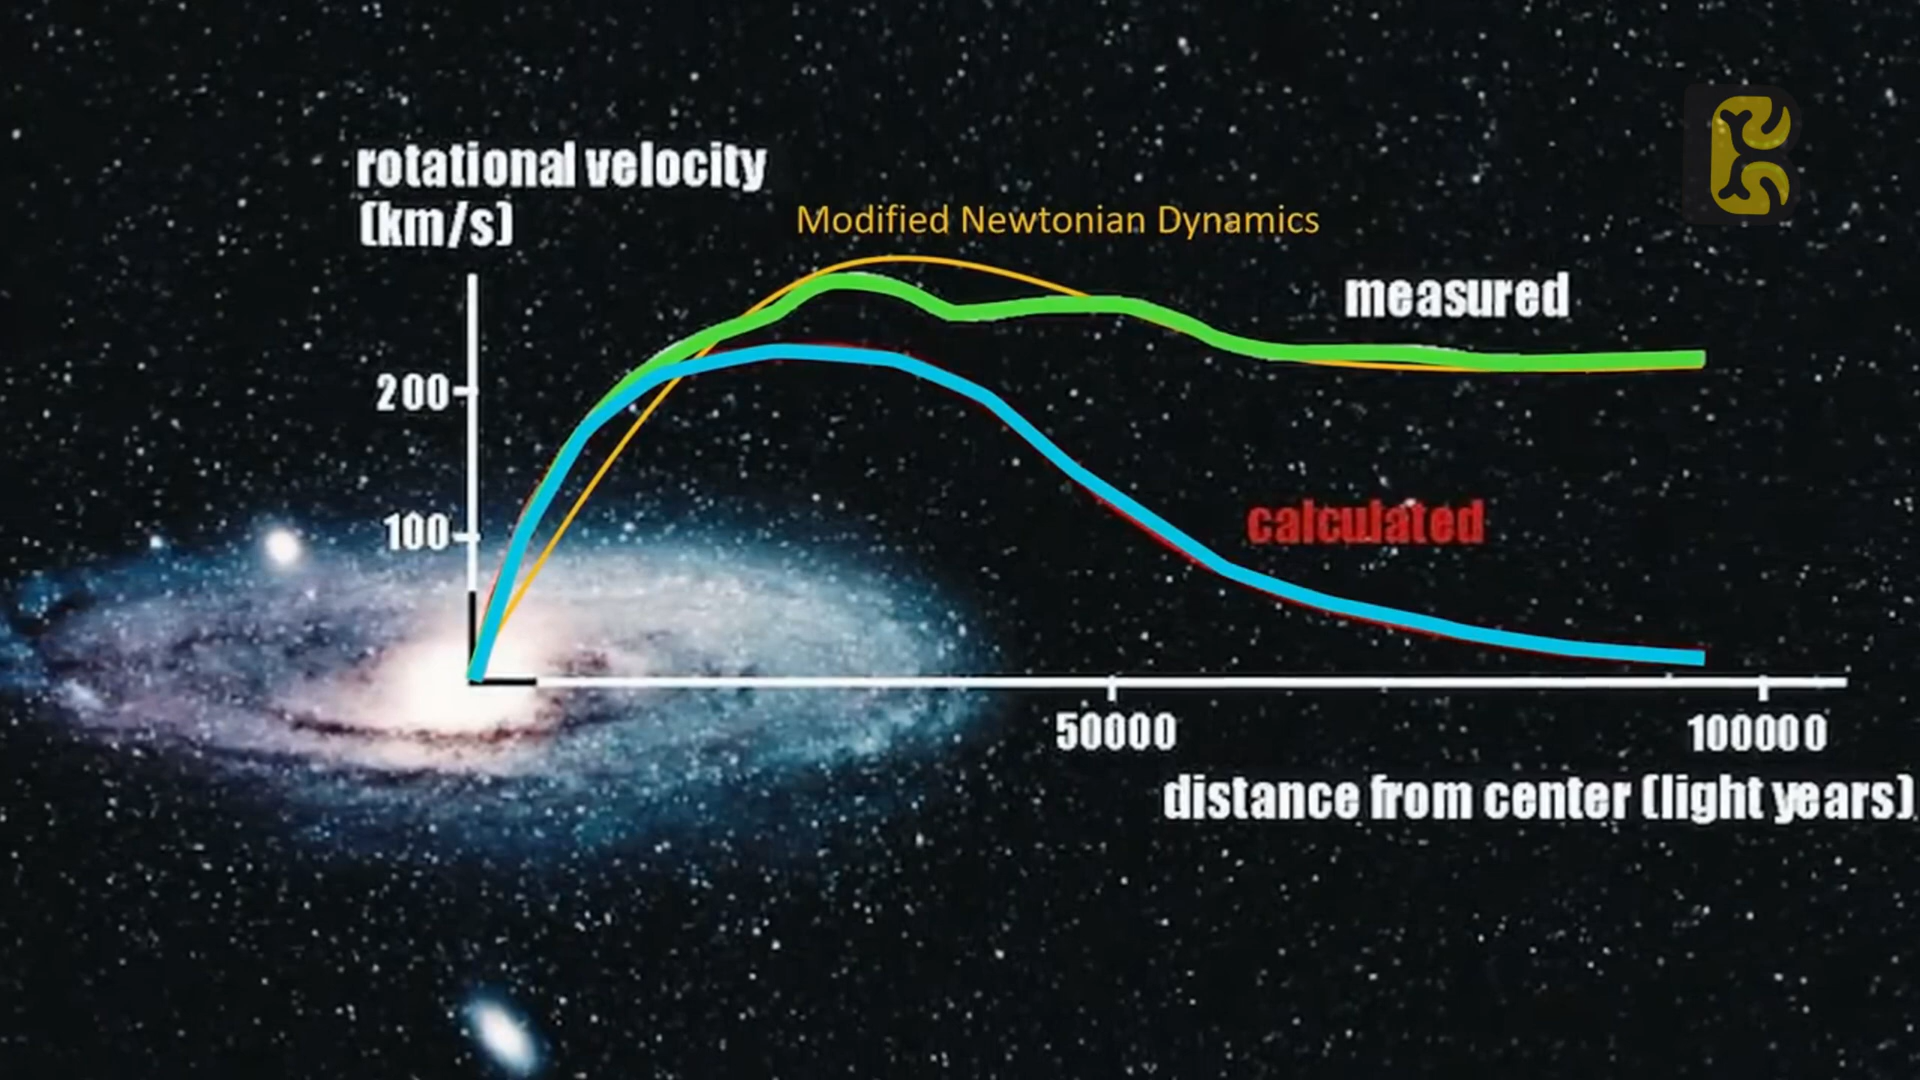 rotational velocity
(km/s)
Modified Newtonian Dynamics
measured
200
calculated
100
50000
100000
distance from center (light years)